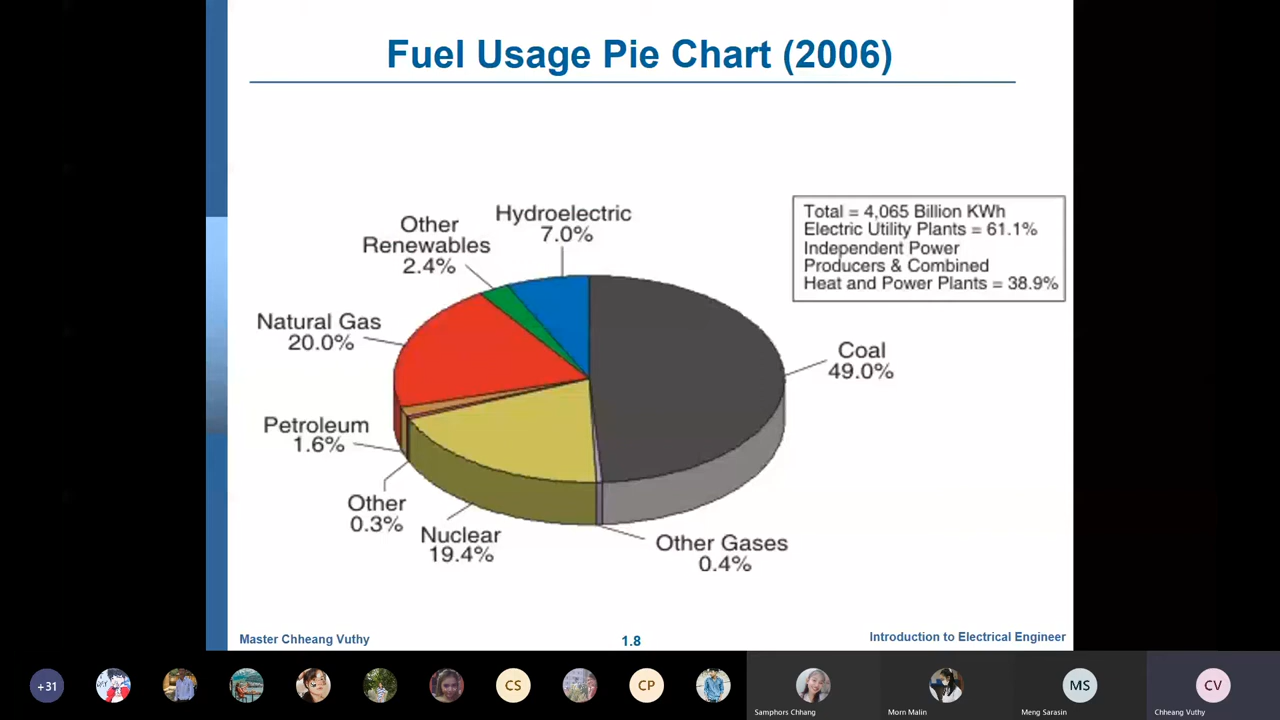 Fuel Usage Pie Chart (2006)
Hydroelectric
7.0%
Other
Renewables
2.4%
Total = 4,065 Billion KWh
Electric Utility Plants = 61.1%
Independent Power
Producers & Combined
Heat and Power Plants = 38.9%
Natural Gas
20.0%
Coal
49.0%
Petroleum
1.6%
Other
0.3%
Nuclear
19.4%
Other Gases
0.4%
Master Chheang Vuthy
1.8
Introduction to Electrical Engineer
+31
CS
CP
Samphors Chhang
Morn Malin
MS
Meng Sarasin
CV
Chheang Vuthy